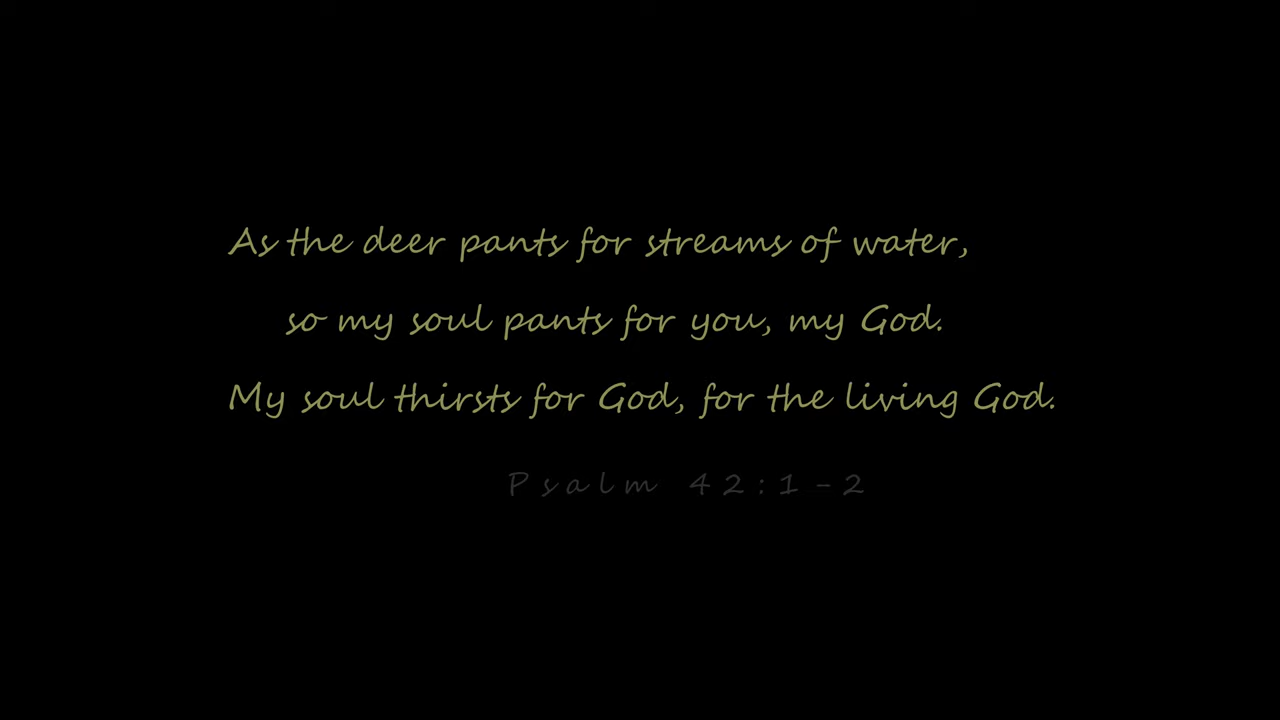 As the deer pants for streams of water,
so my soul pants for you, my God.
My soul thirsts for God, for the living God.
Psalm 42:1-2